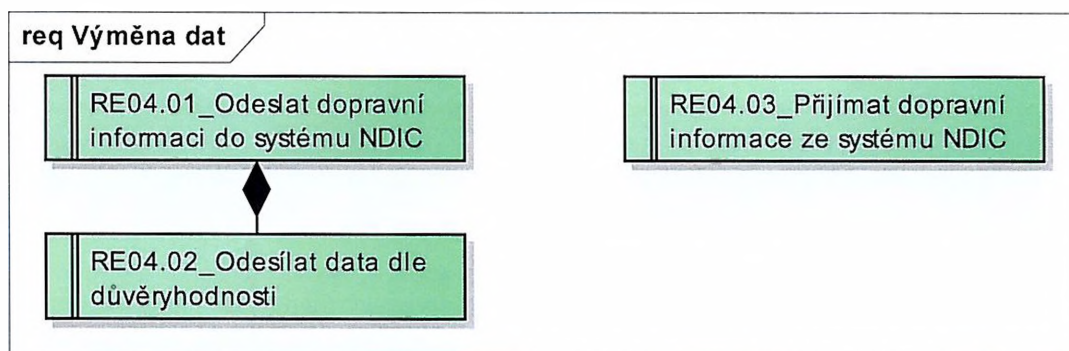 req Výměna dat
RE04.01_Odeslat dopravní
informaci do systému NDIC
RE04.03_Přijímat dopravní
informace ze systému NDIC
RE04.02_Odesílat data dle
důvěryhodnosti